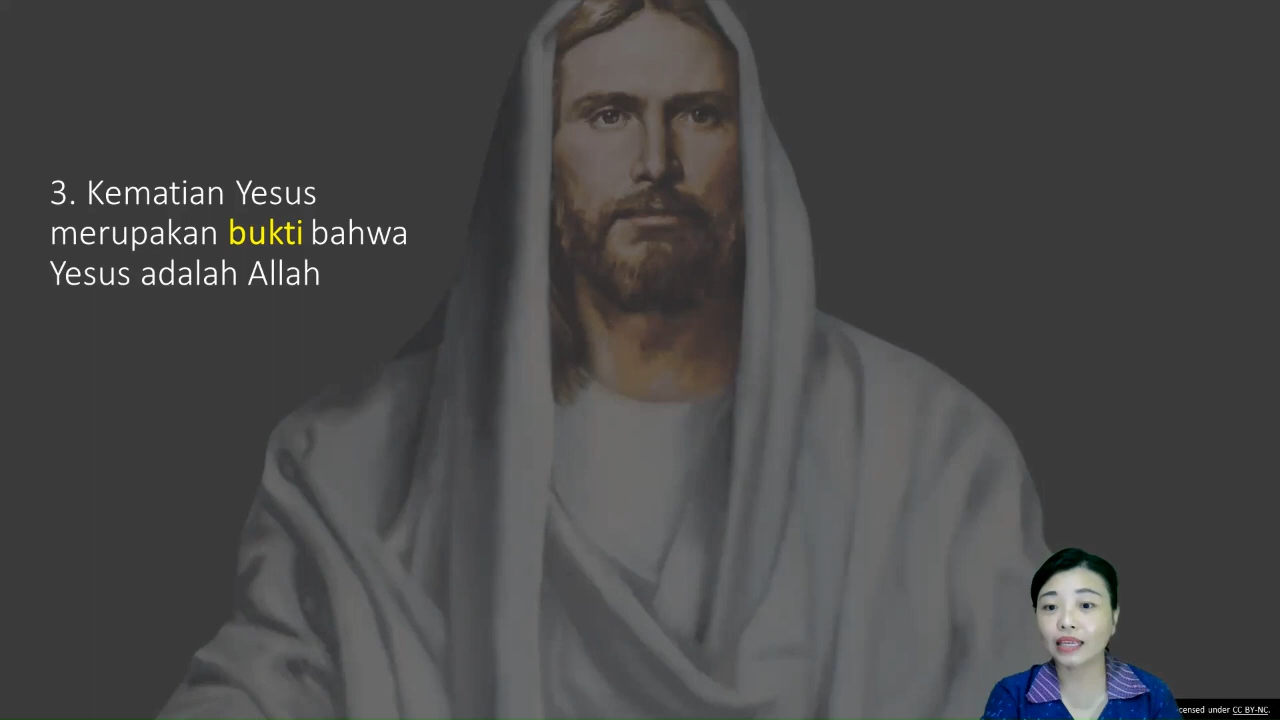 3. Kematian Yesus
merupakan bukti bahwa
Yesus adalah Allah
censed under CC BY-NC.